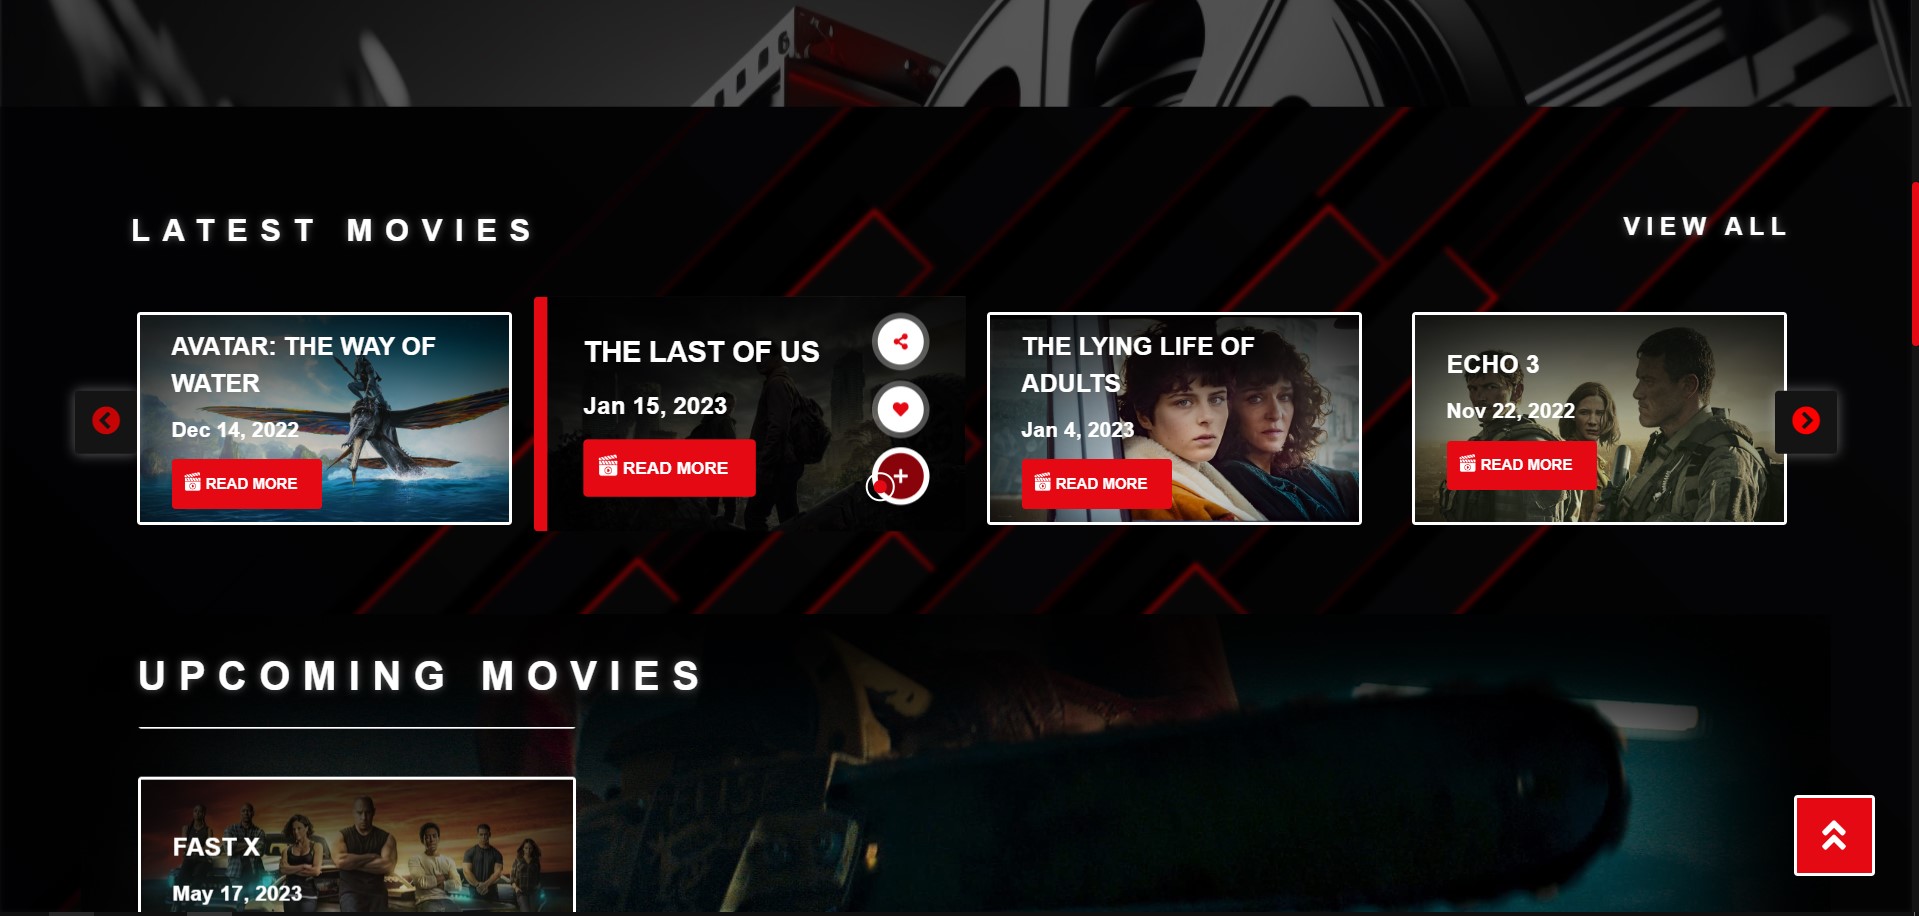 6
LATEST MOVIES
VIEW ALL
AVATAR: THE WAY OF
WATER
Dec 14, 2022
READ MORE
THE LAST OF US
Jan 15, 2023
READ MORE
THE LYING LIFE OF
ADULTS
Jan 4, 2023
READ MORE
ECHO 3
Nov 22, 2022
READ MORE
UPCOMING MOVIES
FAST X
May 17, 2023